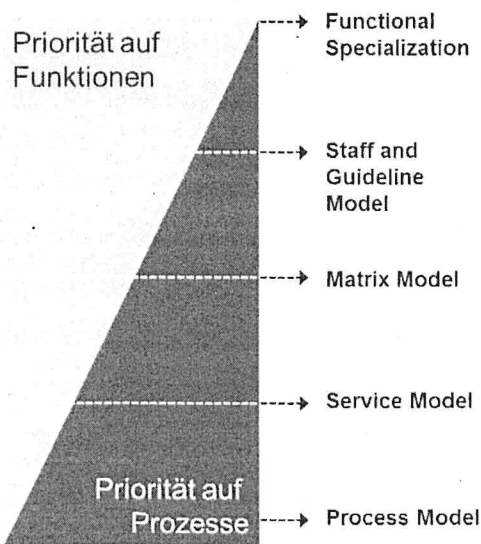 Priorität auf
Funktionen
Functional
Specialization
Staff and
Guideline
Model
Matrix Model
Service Model
Priorität auf
Prozesse
Process Model